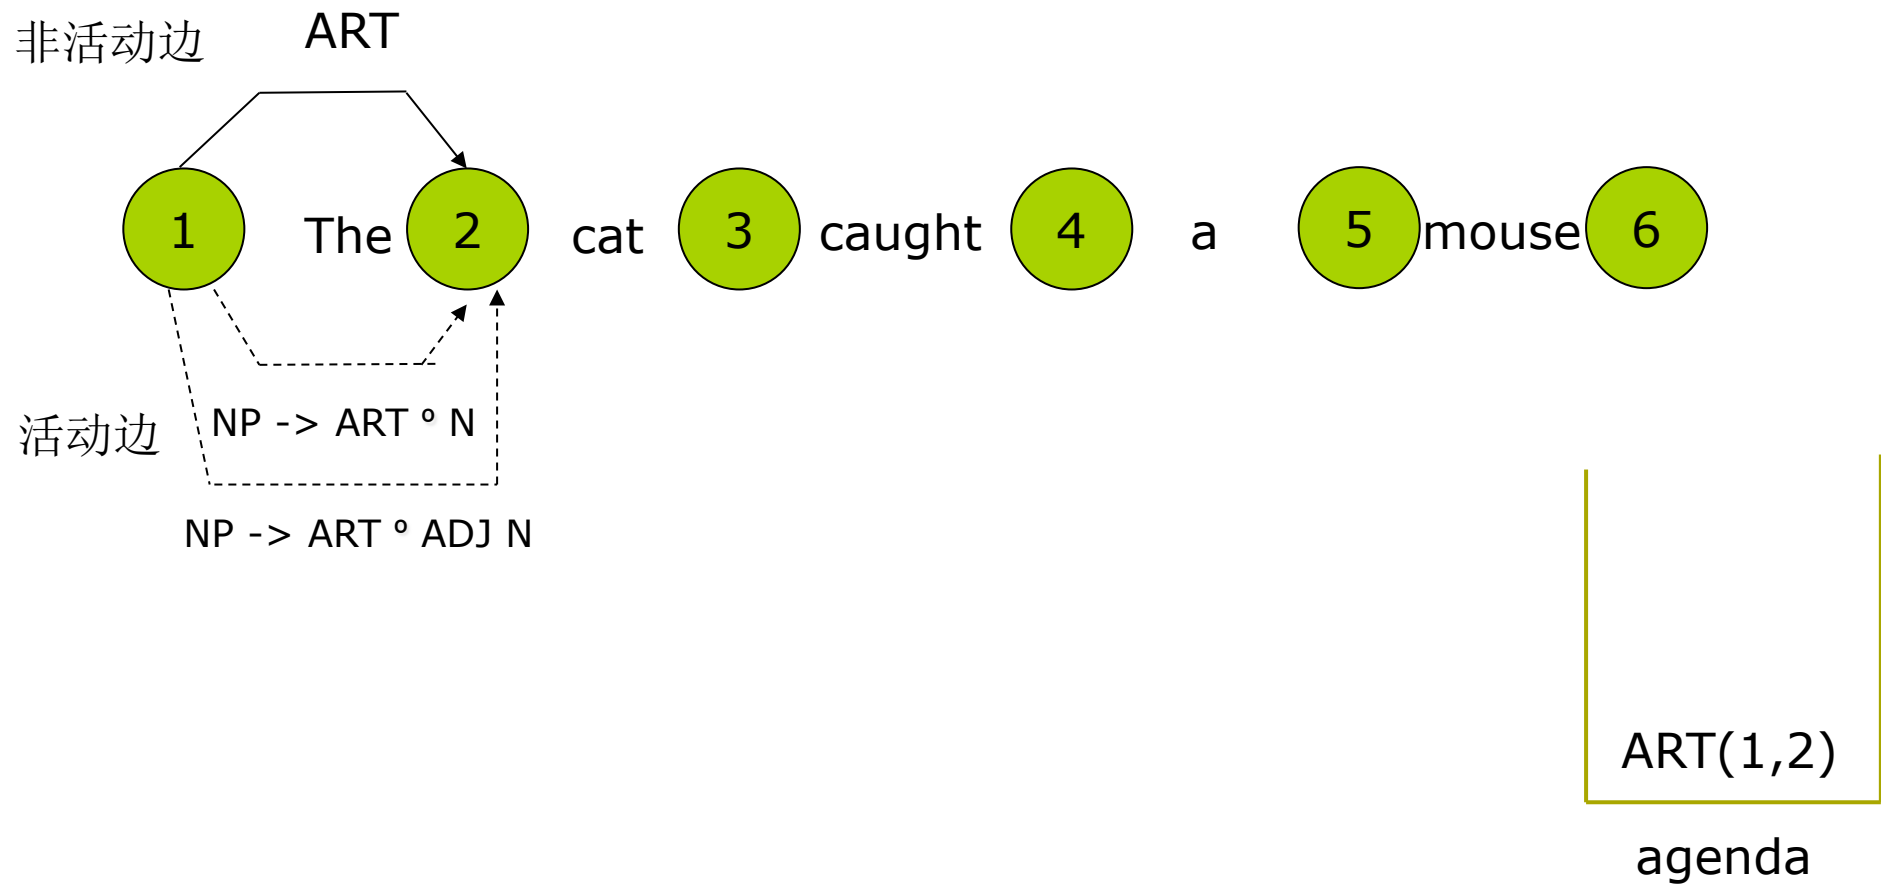 非活动边 ART
1 The 2 cat 3 caught 4 a 5 mouse 6
活动边 NP -> ART º N
NP -> ART º ADJ N
ART(1,2)
agenda